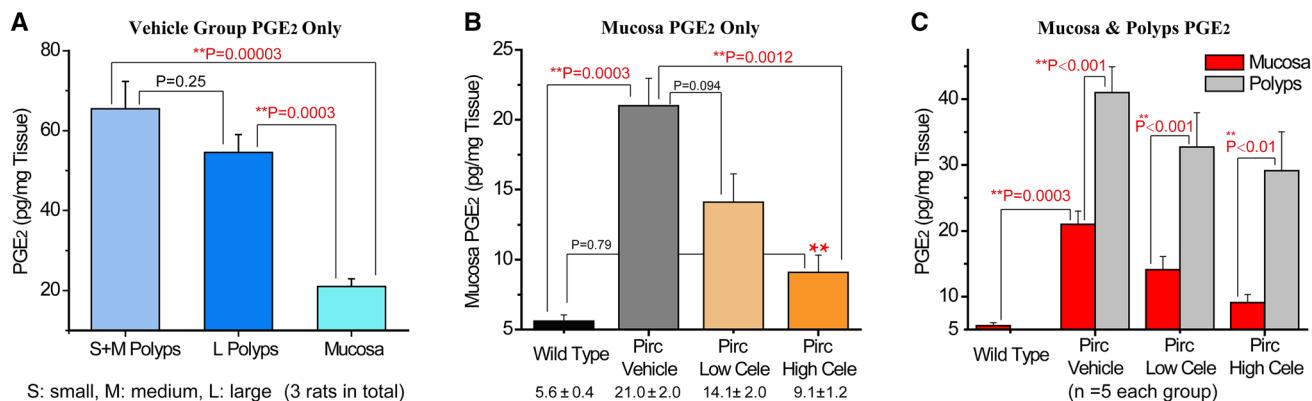 A
Vehicle Group PGE2 Only
PGE2 (pg/mg Tissue)
80
60
40
20
**P=0.00003
P=0.25
**P=0.0003
S+M Polyps
L Polyps
Mucosa
S: small, M: medium, L: large (3 rats in total)
B
Mucosa PGE2 Only
Mucosa PGE2 (pg/mg Tissue)
25
20
15
10
5
**P=0.0003
**P=0.0012
P=0.094
P=0.79
**
Wild Type
Pirc
Vehicle
Pirc
Low Cele
Pirc
High Cele
5.6±0.4
21.0±2.0
14.1±2.0
9.1±1.2
C
Mucosa & Polyps PGE2
PGE2 (pg/mg Tissue)
40
30
20
10
5
Mucosa
Polyps
**P<0.001
**
P<0.001
**
P<0.01
**P=0.0003
Wild Type
Pirc
Vehicle
Pirc
Low Cele
Pirc
High Cele
(n =5 each group)